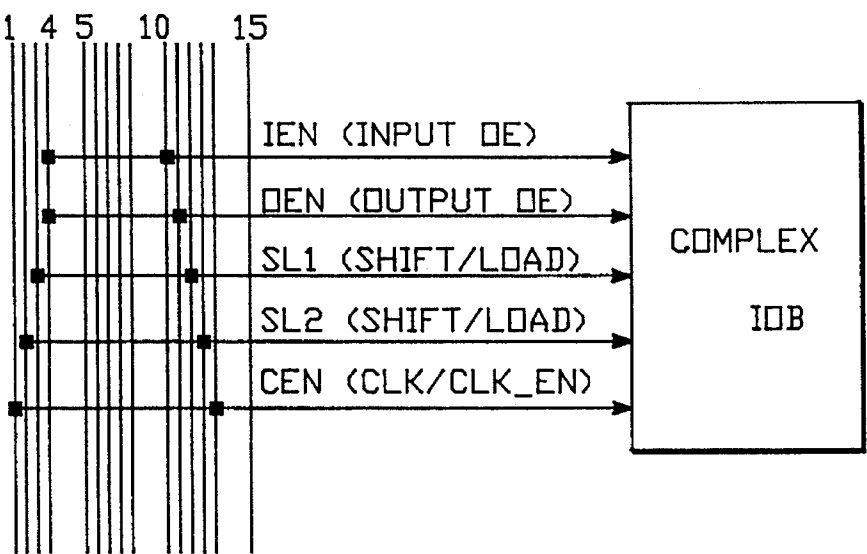 1 4 5 10 15
IEN (INPUT OE)
OEN (OUTPUT OE)
SL1 (SHIFT/LOAD)
SL2 (SHIFT/LOAD)
CEN (CLK/CLK_EN)
COMPLEX
IOB